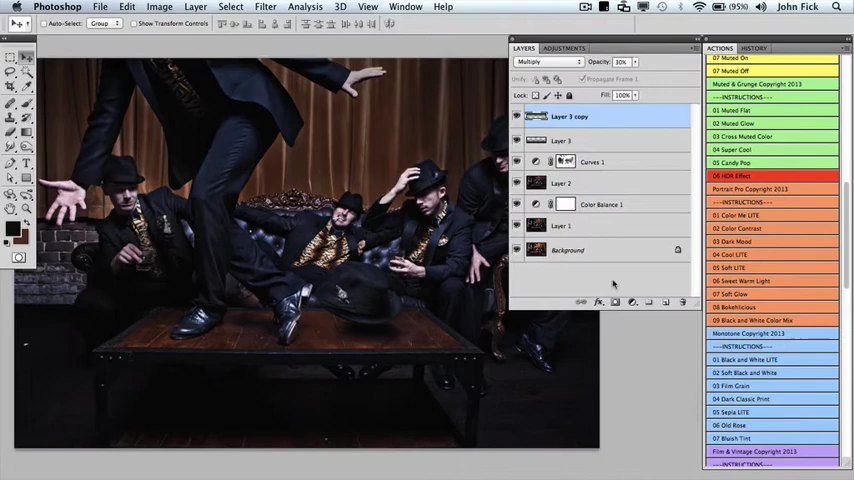 Photoshop File Edit Image Layer Select Filter Analysis 3D View Window Help (95%) John Fick
Auto-Select: Group Show Transform Controls
LAYERS ADJUSTMENTS
Multiply Opacity: 30%
Unify: Propagate Frame 1
Lock: Fill: 100%
Layer 3 copy
Layer 3
Curves 1
Layer 2
Color Balance 1
Layer 1
Background
ACTIONS HISTORY
07 Muted On
07 Muted Off
Muted & Grunge Copyright 2013
---INSTRUCTIONS---
01 Muted Flat
02 Muted Glow
03 Cross Muted Color
04 Super Cool
05 Candy Pop
06 HDR Effect
Portrait Pro Copyright 2013
---INSTRUCTIONS---
01 Color Me LITE
02 Color Contrast
03 Dark Mood
04 Cool LITE
05 Soft LITE
06 Sweet Warm Light
07 Soft Glow
08 Bokehlicious
09 Black and White Color Mix
Monotone Copyright 2013
---INSTRUCTIONS---
01 Black and White LITE
02 Soft Black and White
03 Film Grain
04 Dark Classic Print
05 Sepia LITE
06 Old Rose
07 Bluish Tint
Film & Vintage Copyright 2013
---INSTRUCTIONS---